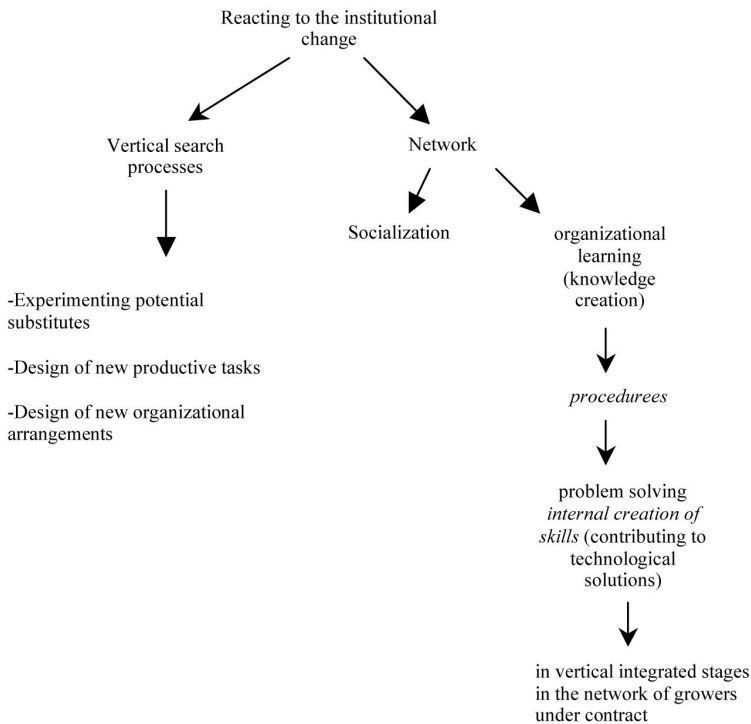 Reacting to the institutional
change
Vertical search
processes
Network
Socialization
organizational
learning
(knowledge
creation)
-Experimenting potential
substitutes
-Design of new productive tasks
-Design of new organizational
arrangements
procedurees
problem solving
internal creation of
skills (contributing to
technological
solutions)
in vertical integrated stages
in the network of growers
under contract